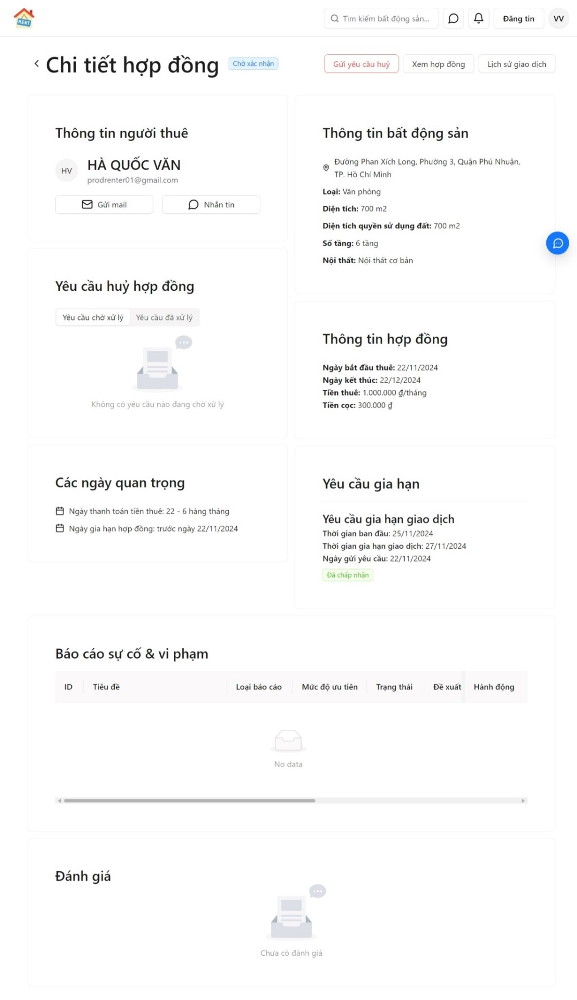 RENT
Tìm kiếm bất động sản...
Đăng tin
VV
Chi tiết hợp đồng
Chờ xác nhận
Gửi yêu cầu huỷ
Xem hợp đồng
Lịch sử giao dịch
Thông tin người thuê
HV
HÀ QUỐC VĂN
prodrenter01@gmail.com
Gửi mail
Nhắn tin
Thông tin bất động sản
Đường Phan Xích Long, Phường 3, Quận Phú Nhuận,
TP. Hồ Chí Minh
Loại: Văn phòng
Diện tích: 700 m2
Diện tích quyền sử dụng đất: 700 m2
Số tầng: 6 tầng
Nội thất: Nội thất cơ bản
Yêu cầu huỷ hợp đồng
Yêu cầu chờ xử lý
Yêu cầu đã xử lý
Không có yêu cầu nào đang chờ xử lý
Thông tin hợp đồng
Ngày bắt đầu thuê: 22/11/2024
Ngày kết thúc: 22/12/2024
Tiền thuê: 1.000.000 ₫/tháng
Tiền cọc: 300.000 ₫
Các ngày quan trọng
Ngày thanh toán tiền thuê: 22 - 6 hàng tháng
Ngày gia hạn hợp đồng: trước ngày 22/11/2024
Yêu cầu gia hạn
Yêu cầu gia hạn giao dịch
Thời gian ban đầu: 25/11/2024
Thời gian gia hạn giao dịch: 27/11/2024
Ngày gửi yêu cầu: 22/11/2024
Đã chấp nhận
Báo cáo sự cố & vi phạm
ID
Tiêu đề
Loại báo cáo
Mức độ ưu tiên
Trạng thái
Đề xuất
Hành động
No data
Đánh giá
Chưa có đánh giá